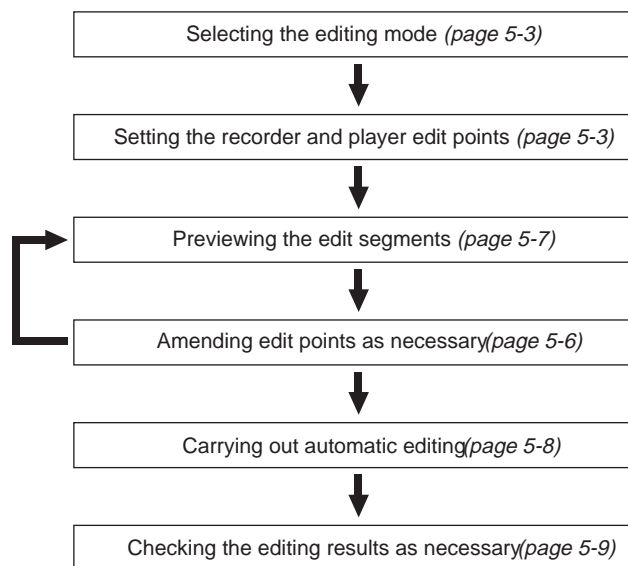 Selecting the editing mode (page 5-3)
Setting the recorder and player edit points (page 5-3)
Previewing the edit segments (page 5-7)
Amending edit points as necessary(page 5-6)
Carrying out automatic editing(page 5-8)
Checking the editing results as necessary(page 5-9)